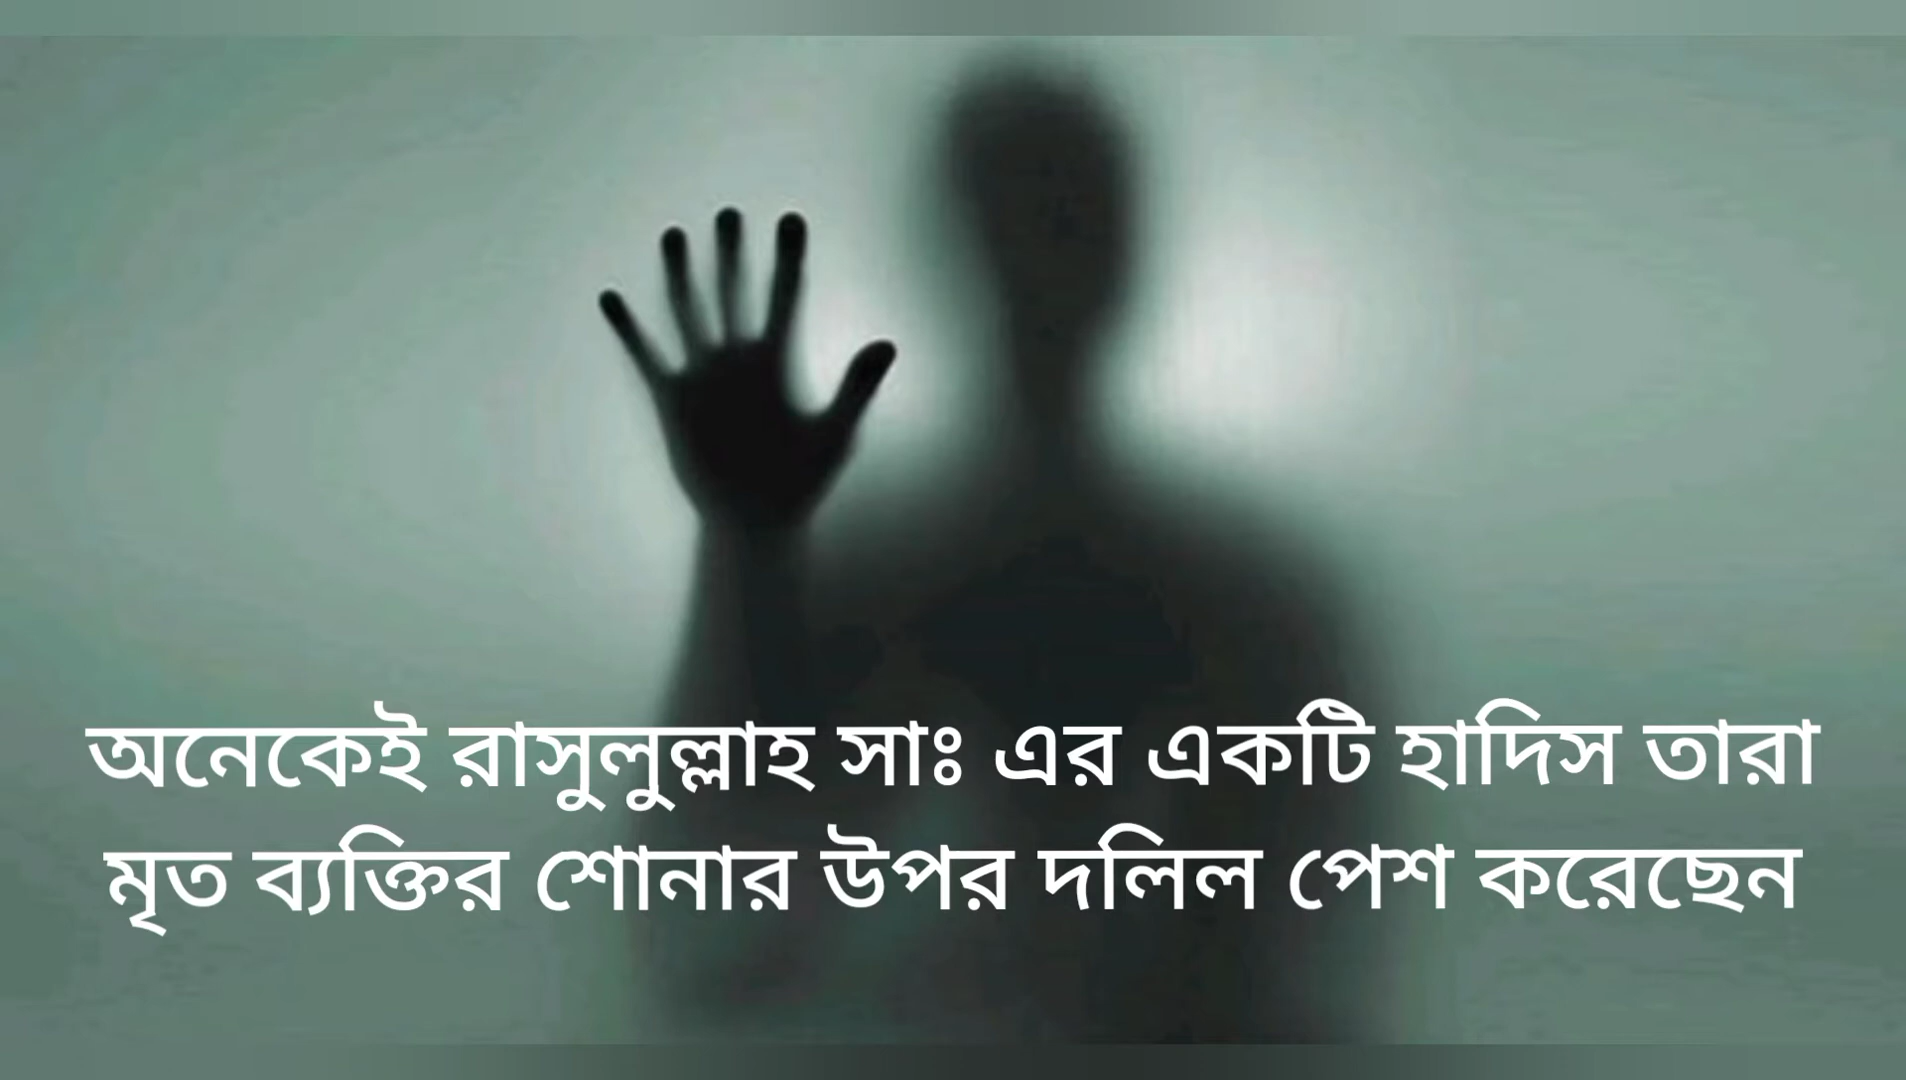 অনেকেই রাসুলুল্লাহ সাঃ এর একটি হাদিস তারা
মৃত ব্যক্তির শোনার উপর দলিল পেশ করেছেন